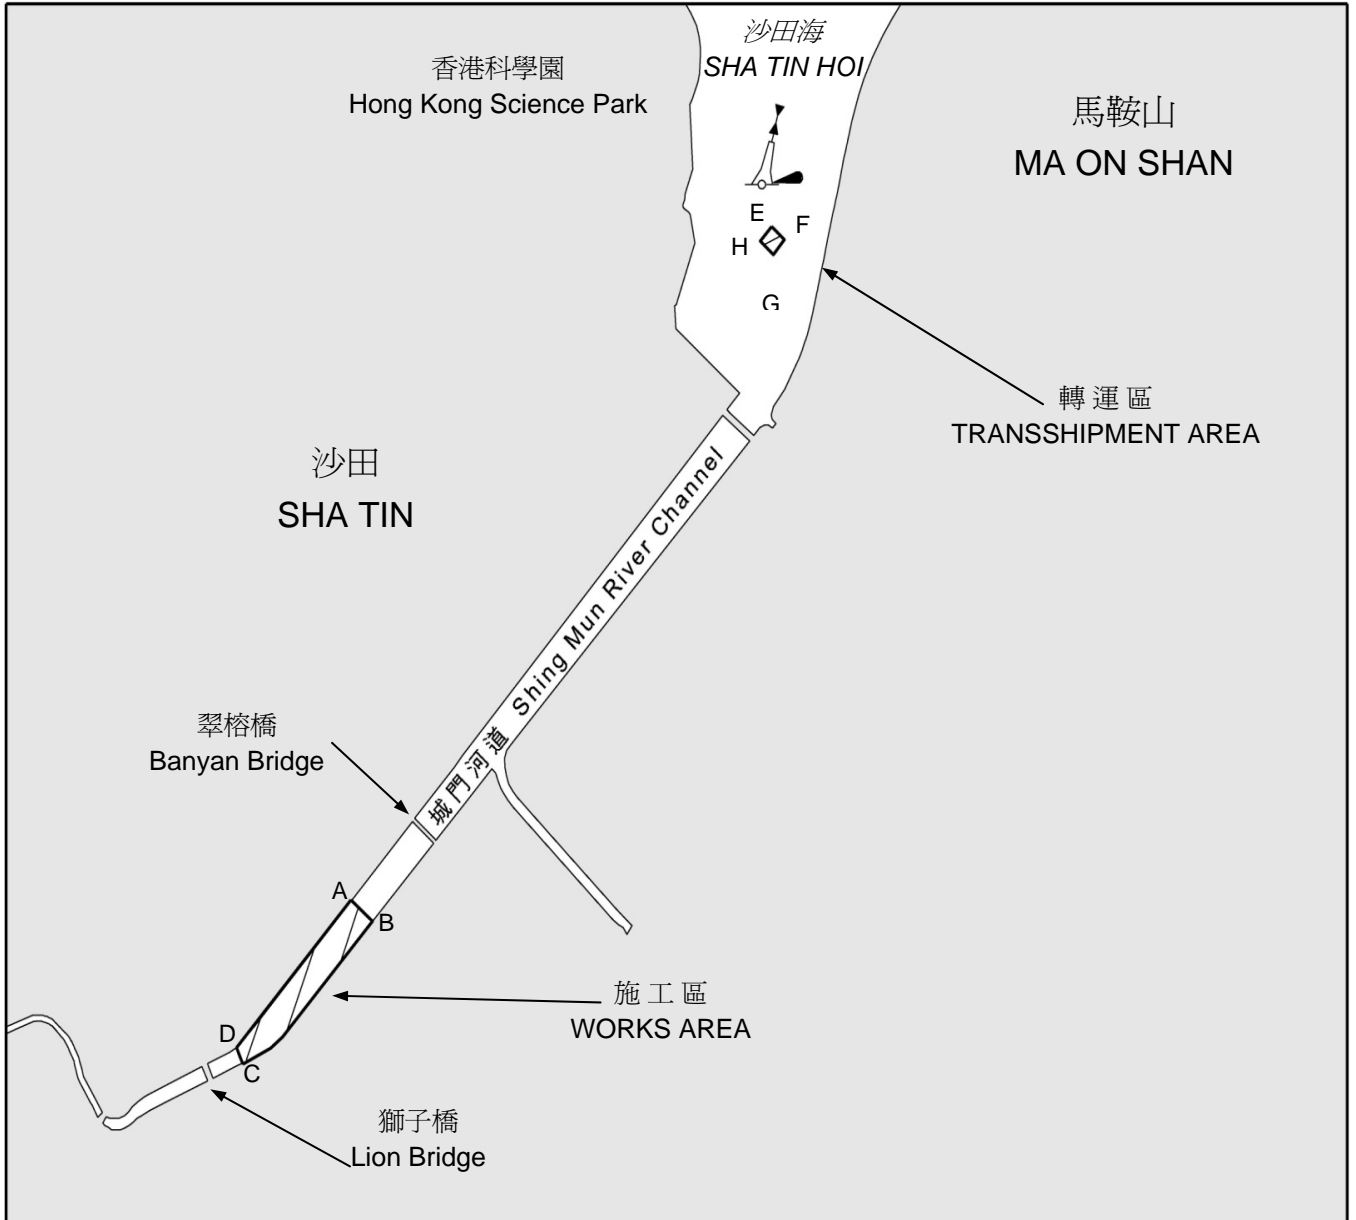 沙田海
SHA TIN HOI
香港科學園
Hong Kong Science Park
馬鞍山
MA ON SHAN
E
F
H
G
轉運區
TRANSSHIPMENT AREA
沙田
SHA TIN
城門河道 Shing Mun River Channel
翠榕橋
Banyan Bridge
A
B
施工區
WORKS AREA
D
C
獅子橋
Lion Bridge